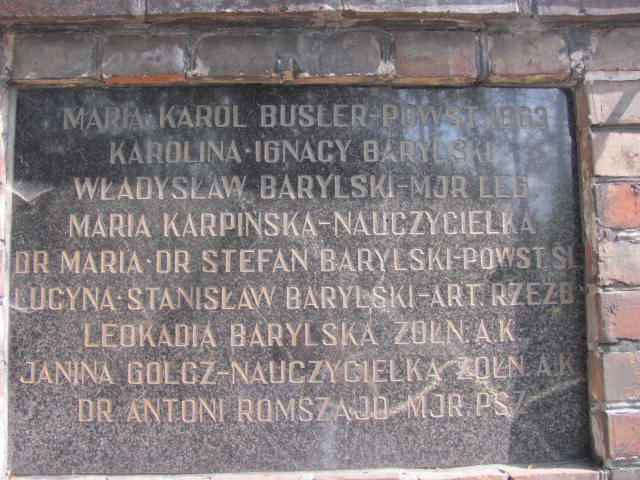 MARIA KAROL BUSLER-POWST. 1863
KAROLINA·IGNACY BARYLSKI
WŁADYSŁAW BARYLSKI-MJR LEG.
MARIA KARPIŃSKA-NAUCZYCIELKA
DR MARIA·DR STEFAN BARYLSKI-POWST. ŚL.
LUCYNA·STANISŁAW BARYLSKI-ART. RZEŹB.
LEOKADIA BARYLSKA ŻOŁN. A.K.
JANINA GOLCZ-NAUCZYCIELKA ŻOŁN. A.K.
DR ANTONI ROMSZAJD-MJR. PSZ.